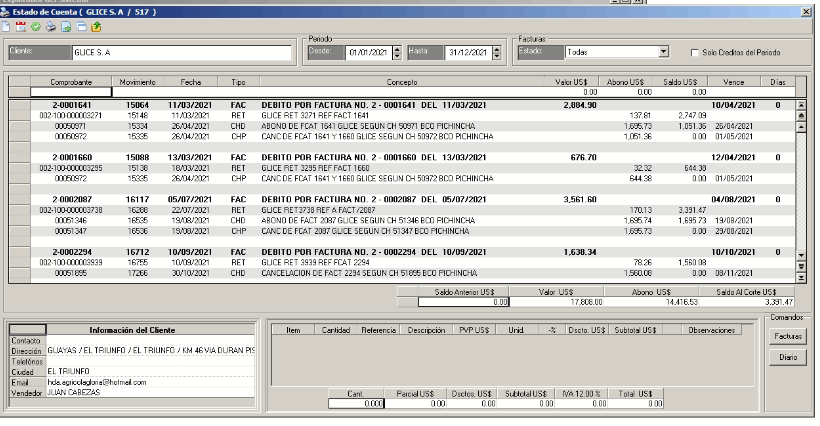 Estado de Cuenta ( GLICE S. A / 517 )
Periodo
Facturas
Cliente: GLICE S. A Desde: 01/01/2021 Hasta: 31/12/2021 Estado: Todas Solo Creditos del Periodo
Comprobante Movimiento Fecha Tipo Concepto Valor US$ Abono US$ Saldo US$ Vence Dias
0.00 0.00 0.00
2-0001641 15064 11/03/2021 FAC DEBITO POR FACTURA NO. 2 - 0001641 DEL 11/03/2021 2,884.90 10/04/2021 0
002-100-000003271 15148 11/03/2021 RET GLICE RET 3271 REF FACT 1641 137.81 2,747.09
00050971 15334 26/04/2021 CHD ABONO DE FCAT 1641 GLICE SEGUN CH 50971 BCO PICHINCHA 1,695.73 1,051.36 26/04/2021
00050972 15335 26/04/2021 CHP CANC DE FCAT 1641 Y 1660 GLICE SEGUN CH 50972 BCO PICHINCHA 1,051.36 0.00 01/05/2021
2-0001660 15088 13/03/2021 FAC DEBITO POR FACTURA NO. 2 - 0001660 DEL 13/03/2021 676.70 12/04/2021 0
002-100-000003295 15138 18/03/2021 RET GLICE RET 3295 REF FACT 1660 32.32 644.38
00050972 15335 26/04/2021 CHP CANC DE FCAT 1641 Y 1660 GLICE SEGUN CH 50972 BCO PICHINCHA 644.38 0.00 01/05/2021
2-0002087 16117 05/07/2021 FAC DEBITO POR FACTURA NO. 2 - 0002087 DEL 05/07/2021 3,561.60 04/08/2021 0
002-100-000003738 16288 22/07/2021 RET GLICE RET3738 REF A FACT/2087 170.13 3,391.47
00051346 16535 19/08/2021 CHD ABONO DE FACT 2087 GLICE SEGUN CH 51346 BCO PICHINCHA 1,695.74 1,695.73 19/08/2021
00051347 16536 19/08/2021 CHP CANC DE FCAT 2087 GLICE SEGUN CH 51347 BCO PICHINCHA 1,695.73 0.00 29/08/2021
2-0002294 16712 10/09/2021 FAC DEBITO POR FACTURA NO. 2 - 0002294 DEL 10/09/2021 1,638.34 10/10/2021 0
002-100-000003939 16755 10/09/2021 RET GLICE RET 3939 REF FCAT 2294 78.26 1,560.08
00051895 17266 30/10/2021 CHD CANCELACION DE FACT 2294 SEGUN CH 51895 BCO PICHINCHA 1,560.08 0.00 08/11/2021
Saldo Anterior US$ Valor US$ Abono US$ Saldo Al Corte US$
0.00 17,808.00 14,416.53 3,391.47
Comandos
Información del Cliente
Contacto
Dirección GUAYAS / EL TRIUNFO / EL TRIUNFO / KM 46 VIA DURAN PIS
Teléfonos
Ciudad EL TRIUNFO
Email hda.agricolagloria@hotmail.com
Vendedor JUAN CABEZAS
Item Cantidad Referencia Descripción PVP US$ Unid. -% Dscto. US$ Subtotal US$ Observaciones
Facturas
Diario
Cant. Parcial US$ Dsctos. US$ Subtotal US$ IVA 12.00 % Total US$
0.000 0.00 0.00 0.00 0.00 0.00